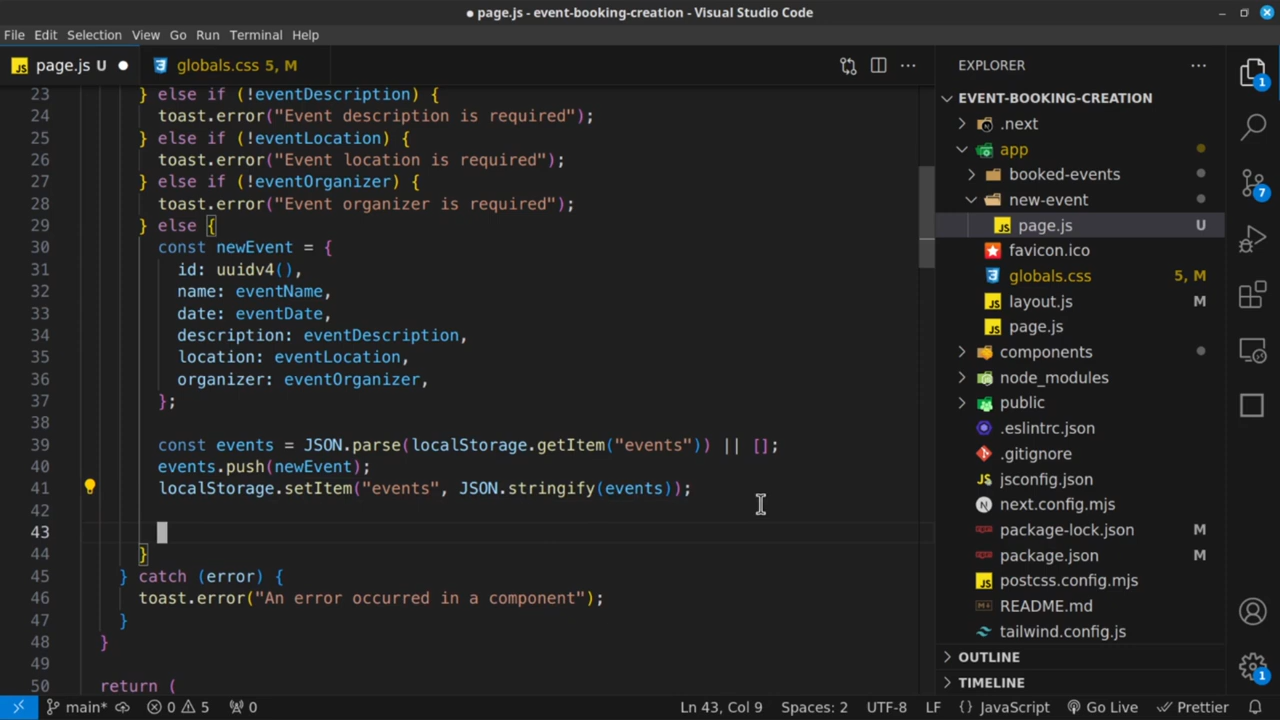 page.js - event-booking-creation - Visual Studio Code
File Edit Selection View Go Run Terminal Help
JS page.js U
globals.css 5, M
23 } else if (!eventDescription) {
24 toast.error("Event description is required");
25 } else if (!eventLocation) {
26 toast.error("Event location is required");
27 } else if (!eventOrganizer) {
28 toast.error("Event organizer is required");
29 } else {
30 const newEvent = {
31 id: uuidv4(),
32 name: eventName,
33 date: eventDate,
34 description: eventDescription,
35 location: eventLocation,
36 organizer: eventOrganizer,
37 };
38
39 const events = JSON.parse(localStorage.getItem("events")) || [];
40 events.push(newEvent);
41 localStorage.setItem("events", JSON.stringify(events));
42
43
44 }
45 } catch (error) {
46 toast.error("An error occurred in a component");
47 }
48 }
49
50 return (
EXPLORER
EVENT-BOOKING-CREATION
.next
app
booked-events
new-event
JS page.js U
favicon.ico
globals.css 5, M
JS layout.js M
JS page.js
components
node_modules
public
.eslintrc.json
.gitignore
JS jsconfig.json
next.config.mjs
package-lock.json M
package.json M
JS postcss.config.mjs
README.md
tailwind.config.js
OUTLINE
TIMELINE
1
7
1
main* 0 5 0 Ln 43, Col 9 Spaces: 2 UTF-8 LF {} JavaScript Go Live Prettier